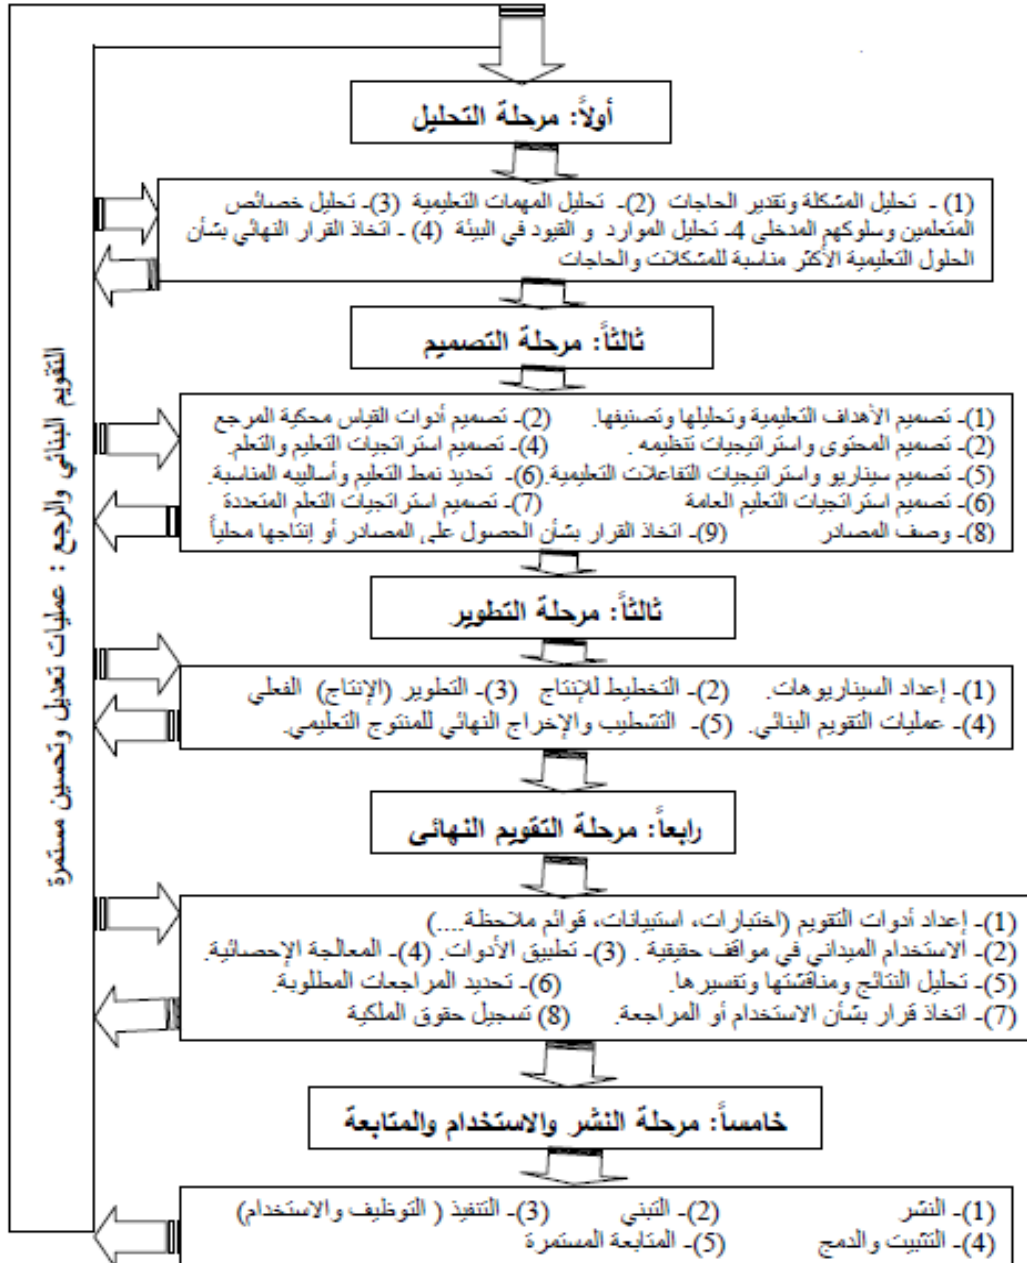 أولاً: مرحلة التحليل
(1) - تحليل المشكلة وتقدير الحاجات (2)- تحليل المهمات التعليمية (3)- تحليل خصائص
المتعلمين وسلوكهم المدخلى 4- تحليل الموارد و القيود في البيئة (4) - اتخاذ القرار النهائي بشأن
الحلول التعليمية الأكثر مناسبة للمشكلات والحاجات
ثالثاً: مرحلة التصميم
(1)- تصميم الأهداف التعليمية وتحليلها وتصنيفها. (2)- تصميم أدوات القياس محكية المرجع
(2)- تصميم المحتوى واستراتيجيات تنظيمه. (4)- تصميم استراتجيات التعليم والتعلم.
(5)- تصميم سيناريو واستراتيجيات التفاعلات التعليمية.(6)- تحديد نمط التعليم وأساليبه المناسبة.
(6)- تصميم استراتجيات التعليم العامة (7)- تصميم استراتجيات التعلم المتعددة
(8)- وصف المصادر (9)- اتخاذ القرار بشأن الحصول على المصادر أو إنتاجها محلياً
ثالثاً: مرحلة التطوير
(1)- إعداد السيناريوهات. (2)- التخطيط للإنتاج (3)- التطوير (الإنتاج) الفعلي
(4)- عمليات التقويم البنائي. (5)- التشطيب والإخراج النهائي للمنتوج التعليمي.
رابعاً: مرحلة التقويم النهائى
(1)- إعداد أدوات التقويم (اختبارات، استبيانات، قوائم ملاحظة....)
(2)- الاستخدام الميداني في مواقف حقيقية . (3)- تطبيق الأدوات. (4)- المعالجة الإحصائية.
(5)- تحليل النتائج ومناقشتها وتفسيرها. (6)- تحديد المراجعات المطلوبة.
(7)- اتخاذ قرار بشأن الاستخدام أو المراجعة. (8) تسجيل حقوق الملكية
خامساً: مرحلة النشر والاستخدام والمتابعة
(1)- النشر (2)- التبني (3)- التنفيذ ( التوظيف والاستخدام)
(4)- التثبيت والدمج (5)- المتابعة المستمرة
التقويم البنائي والرجع : عمليات تعديل وتحسين مستمرة